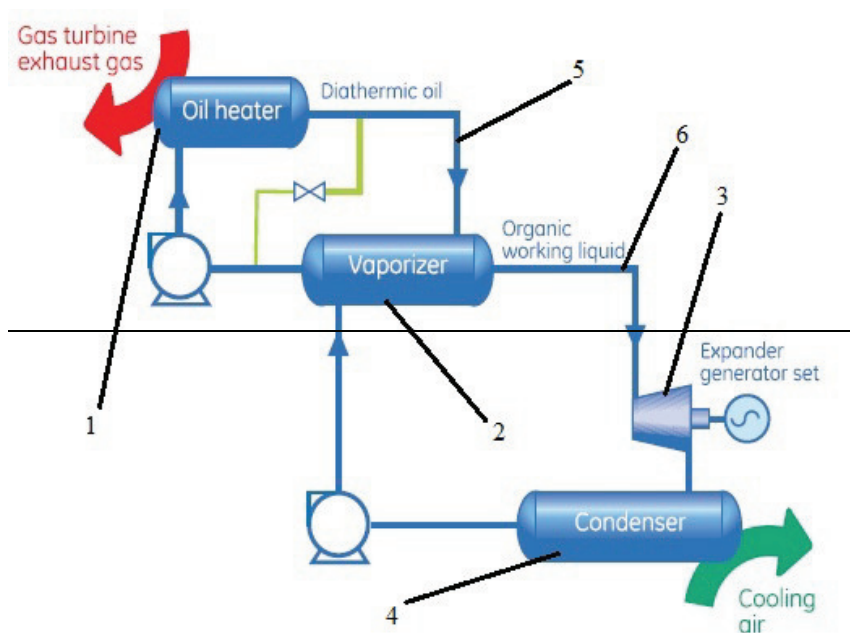 Gas turbine
exhaust gas
Oil heater
Diathermic oil
5
6
3
Organic
working liquid
Vaporizer
Expander
generator set
1
2
Condenser
4
Cooling
air